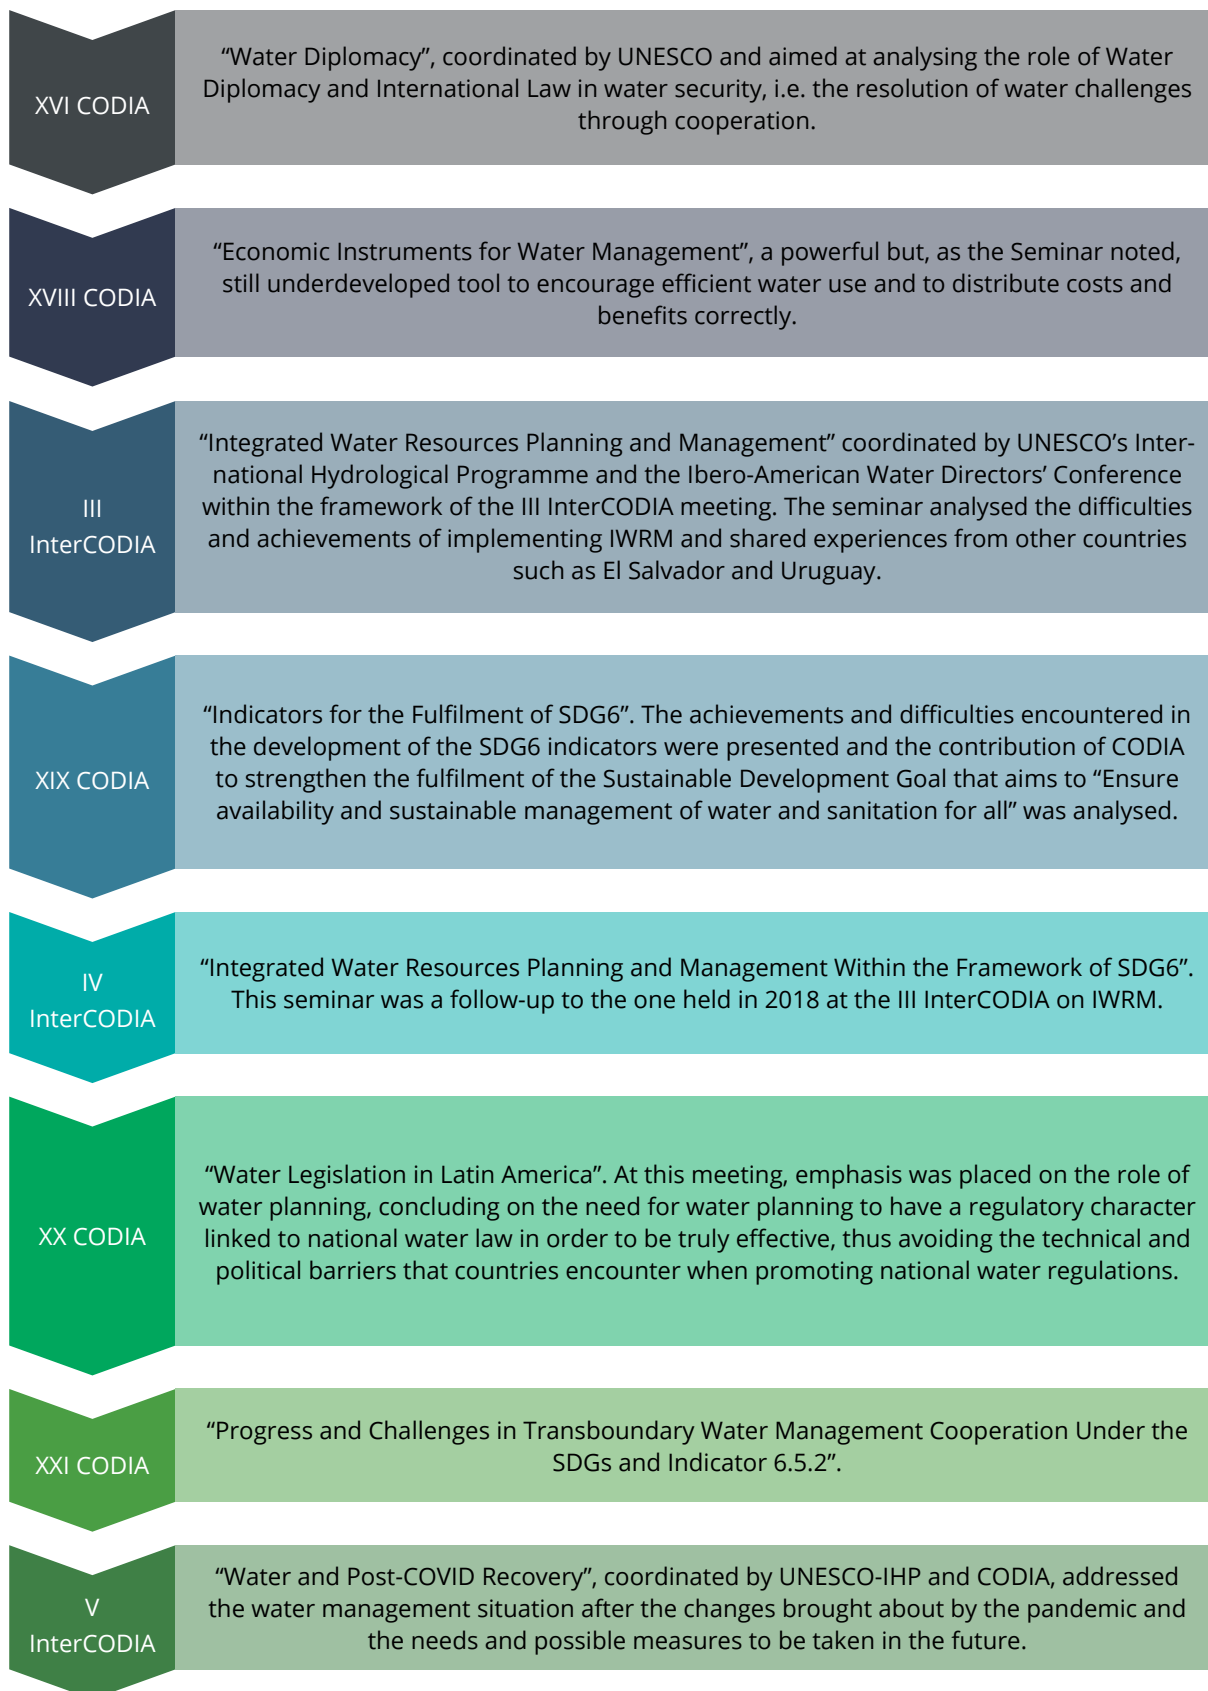 XVI CODIA
“Water Diplomacy”, coordinated by UNESCO and aimed at analysing the role of Water
Diplomacy and International Law in water security, i.e. the resolution of water challenges
through cooperation.
XVIII CODIA
“Economic Instruments for Water Management”, a powerful but, as the Seminar noted,
still underdeveloped tool to encourage efficient water use and to distribute costs and
benefits correctly.
III
InterCODIA
“Integrated Water Resources Planning and Management” coordinated by UNESCO’s Inter-
national Hydrological Programme and the Ibero-American Water Directors’ Conference
within the framework of the III InterCODIA meeting. The seminar analysed the difficulties
and achievements of implementing IWRM and shared experiences from other countries
such as El Salvador and Uruguay.
XIX CODIA
“Indicators for the Fulfilment of SDG6”. The achievements and difficulties encountered in
the development of the SDG6 indicators were presented and the contribution of CODIA
to strengthen the fulfilment of the Sustainable Development Goal that aims to “Ensure
availability and sustainable management of water and sanitation for all” was analysed.
IV
InterCODIA
“Integrated Water Resources Planning and Management Within the Framework of SDG6”.
This seminar was a follow-up to the one held in 2018 at the III InterCODIA on IWRM.
XX CODIA
“Water Legislation in Latin America”. At this meeting, emphasis was placed on the role of
water planning, concluding on the need for water planning to have a regulatory character
linked to national water law in order to be truly effective, thus avoiding the technical and
political barriers that countries encounter when promoting national water regulations.
XXI CODIA
“Progress and Challenges in Transboundary Water Management Cooperation Under the
SDGs and Indicator 6.5.2”.
V
InterCODIA
“Water and Post-COVID Recovery”, coordinated by UNESCO-IHP and CODIA, addressed
the water management situation after the changes brought about by the pandemic and
the needs and possible measures to be taken in the future.